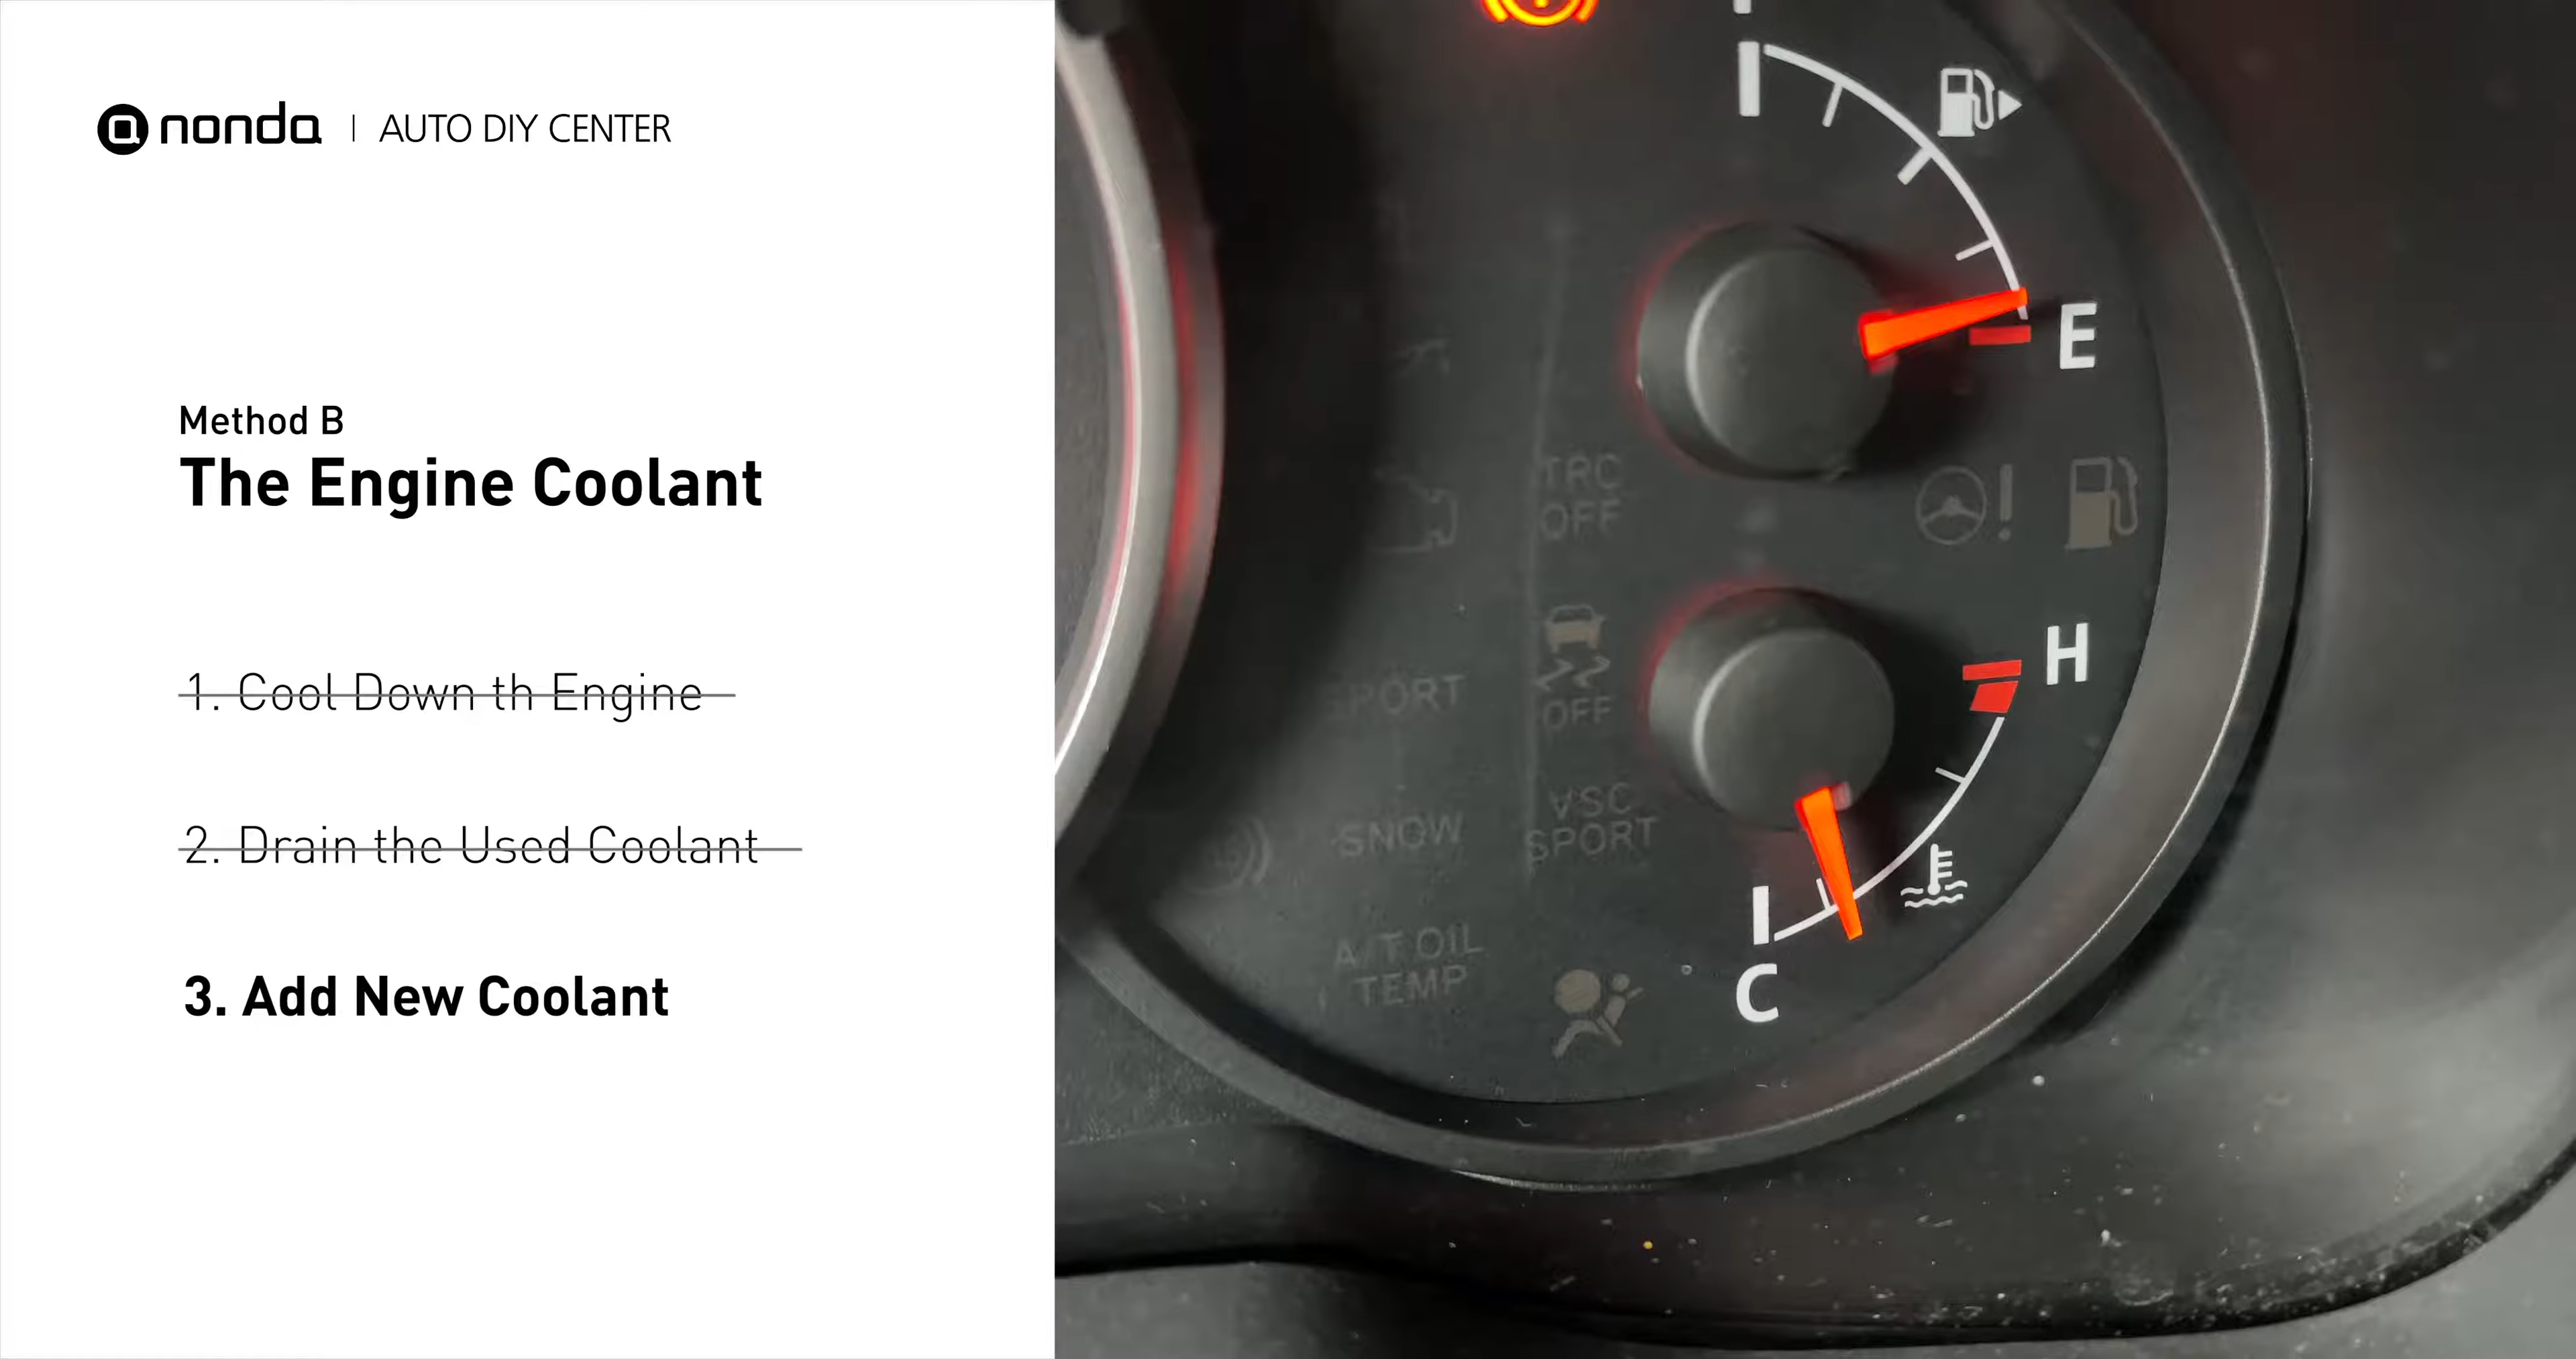 nonda | AUTO DIY CENTER
Method B
The Engine Coolant
1. Cool Down th Engine
2. Drain the Used Coolant
3. Add New Coolant
E
TRC
OFF
H
OFF
SPORT
VSC
SPORT
SNOW
A/T OIL
TEMP
C